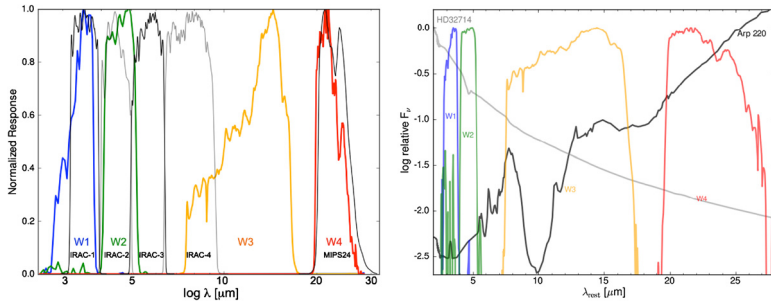 Normalized Response
1.0
0.8
0.6
0.4
0.2
0.0
W1
W2
W3
W4
IRAC-1
IRAC-2
IRAC-3
IRAC-4
MIPS24
3
5
10
20
30
log λ [μm]
log relative Fν
0.0
-0.5
-1.0
-1.5
-2.0
-2.5
HD32714
Arp 220
W1
W2
W3
W4
5
10
15
20
25
λrest [μm]